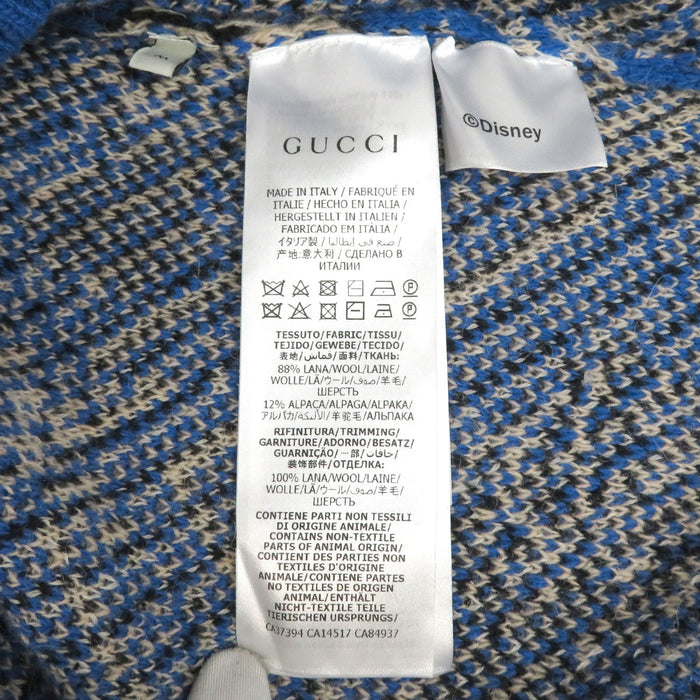 GUCCI
©Disney
MADE IN ITALY / FABRIQUÉ EN
ITALIE / HECHO EN ITALIA /
HERGESTELLT IN ITALIEN /
FABRICADO EM ITÁLIA /
イタリア製 / صنع في إيطاليا /
产地:意大利 / СДЕЛАНО В
ИТАЛИИ
TESSUTO/FABRIC/TISSU/
TEJIDO/GEWEBE/TECIDO/
表地/قماش/面料/ТКАНЬ:
88% LANA/WOOL/LAINE/
WOLLE/LÃ/ウール/صوف/羊毛/
ШЕРСТЬ
12% ALPACA/ALPAGA/ALPAKA/
アルパカ/الألبكة/羊驼毛/АЛЬПАКА
RIFINITURA/TRIMMING/
GARNITURE/ADORNO/BESATZ/
GUARNIÇÃO/一部/حافات/
装饰部件/ОТДЕЛКА:
100% LANA/WOOL/LAINE/
WOLLE/LÃ/ウール/صوف/羊毛/
ШЕРСТЬ
CONTIENE PARTI NON TESSILI
DI ORIGINE ANIMALE/
CONTAINS NON-TEXTILE
PARTS OF ANIMAL ORIGIN/
CONTIENT DES PARTIES NON
TEXTILES D'ORIGINE
ANIMALE/CONTIENE PARTES
NO TEXTILES DE ORIGEN
ANIMAL/ENTHÄLT
NICHT-TEXTILE TEILE
TIERISCHEN URSPRUNGS/
CA37394 CA14517 CA84937